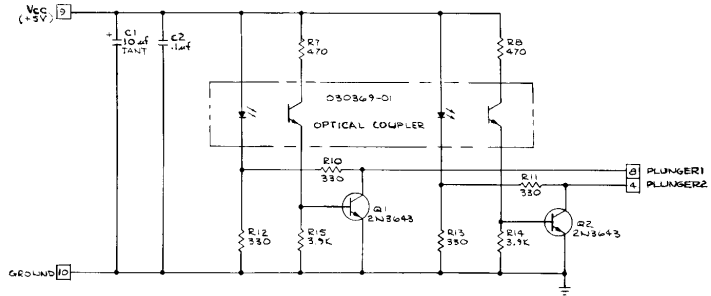 Vcc
(+5V)
9
+
C1
10 uf
TANT
C2
.1uf
R7
470
R8
470
030369-01
OPTICAL COUPLER
R10
330
8 PLUNGER1
R11
330
4 PLUNGER2
Q1
2N3643
Q2
2N3643
R12
330
R15
3.9K
R13
330
R14
3.9K
GROUND 10